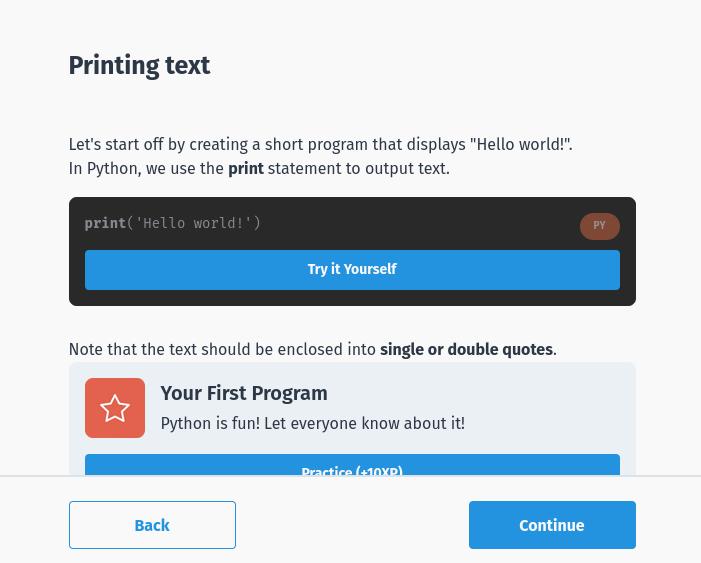 Printing text
Let's start off by creating a short program that displays "Hello world!".
In Python, we use the print statement to output text.
print('Hello world!')
PY
Try it Yourself
Note that the text should be enclosed into single or double quotes.
Your First Program
Python is fun! Let everyone know about it!
Practice (+10XP)
Back
Continue